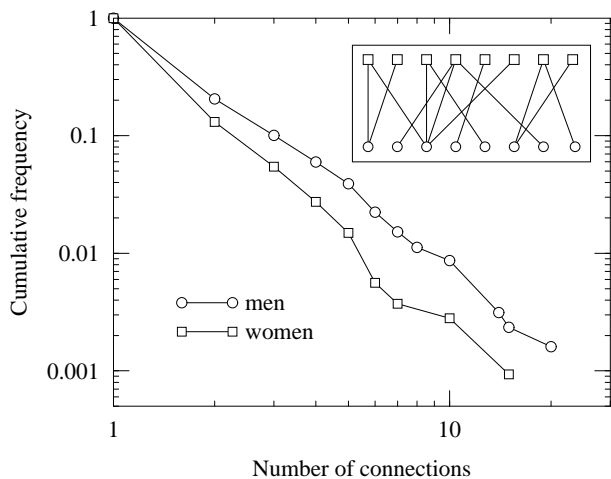 1
0.1
0.01
0.001
Cumulative frequency
men
women
1
10
Number of connections